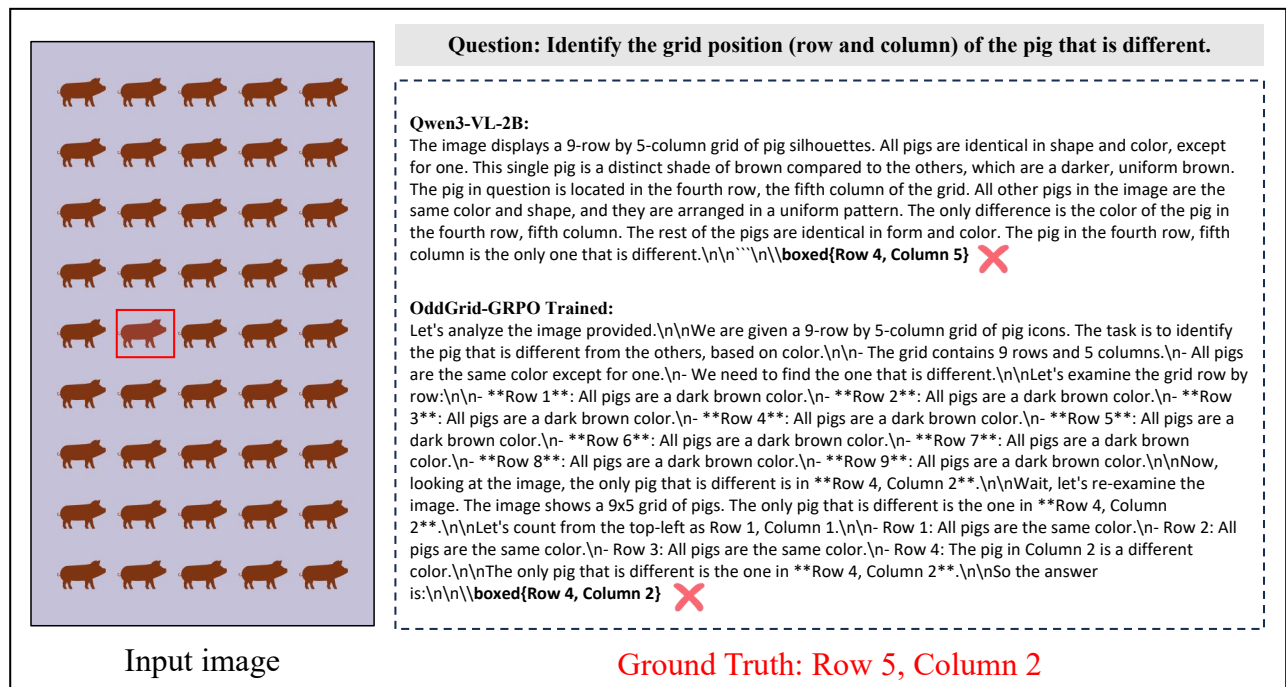 Question: Identify the grid position (row and column) of the pig that is different.
Qwen3-VL-2B:
The image displays a 9-row by 5-column grid of pig silhouettes. All pigs are identical in shape and color, except
for one. This single pig is a distinct shade of brown compared to the others, which are a darker, uniform brown.
The pig in question is located in the fourth row, the fifth column of the grid. All other pigs in the image are the
same color and shape, and they are arranged in a uniform pattern. The only difference is the color of the pig in
the fourth row, fifth column. The rest of the pigs are identical in form and color. The pig in the fourth row, fifth
column is the only one that is different.\n\n```\n\\boxed{Row 4, Column 5}
OddGrid-GRPO Trained:
Let's analyze the image provided.\n\nWe are given a 9-row by 5-column grid of pig icons. The task is to identify
the pig that is different from the others, based on color.\n\n- The grid contains 9 rows and 5 columns.\n- All pigs
are the same color except for one.\n- We need to find the one that is different.\n\nLet's examine the grid row by
row:\n\n- **Row 1**: All pigs are a dark brown color.\n- **Row 2**: All pigs are a dark brown color.\n- **Row
3**: All pigs are a dark brown color.\n- **Row 4**: All pigs are a dark brown color.\n- **Row 5**: All pigs are a
dark brown color.\n- **Row 6**: All pigs are a dark brown color.\n- **Row 7**: All pigs are a dark brown
color.\n- **Row 8**: All pigs are a dark brown color.\n- **Row 9**: All pigs are a dark brown color.\n\nNow,
looking at the image, the only pig that is different is in **Row 4, Column 2**.\n\nWait, let's re-examine the
image. The image shows a 9x5 grid of pigs. The only pig that is different is the one in **Row 4, Column
2**.\n\nLet's count from the top-left as Row 1, Column 1.\n\n- Row 1: All pigs are the same color.\n- Row 2: All
pigs are the same color.\n- Row 3: All pigs are the same color.\n- Row 4: The pig in Column 2 is a different
color.\n\nThe only pig that is different is the one in **Row 4, Column 2**.\n\nSo the answer
is:\n\n\\boxed{Row 4, Column 2}
Input image
Ground Truth: Row 5, Column 2